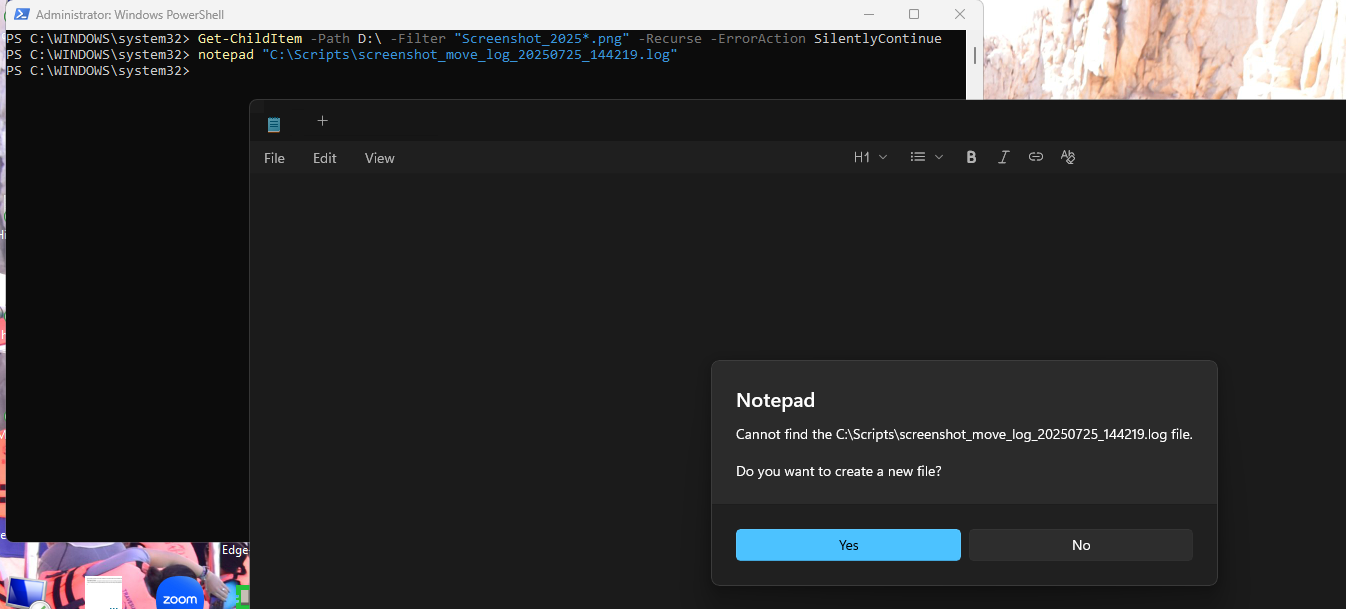 Administrator: Windows PowerShell
PS C:\WINDOWS\system32> Get-ChildItem -Path D:\ -Filter "Screenshot_2025*.png" -Recurse -ErrorAction SilentlyContinue
PS C:\WINDOWS\system32> notepad "C:\Scripts\screenshot_move_log_20250725_144219.log"
PS C:\WINDOWS\system32>
File Edit View H1 B I
Notepad
Cannot find the C:\Scripts\screenshot_move_log_20250725_144219.log file.
Do you want to create a new file?
Yes No
Edge
zoom